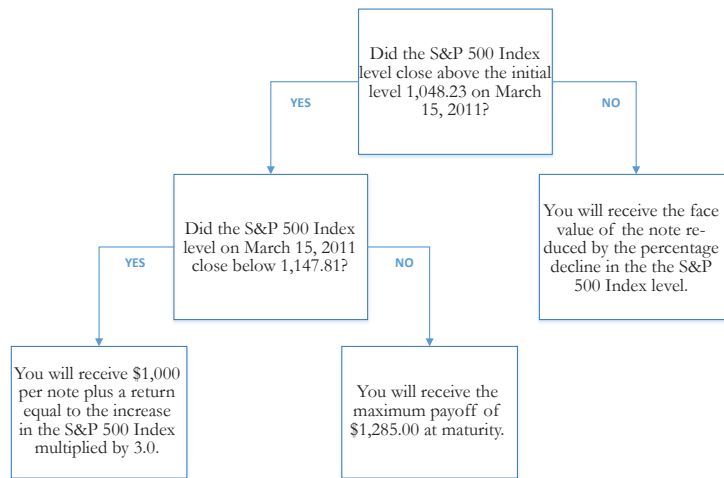 Did the S&P 500 Index
level close above the initial
level 1,048.23 on March
15, 2011?
YES
NO
Did the S&P 500 Index
level on March 15, 2011
close below 1,147.81?
You will receive the face
value of the note re-
duced by the percentage
decline in the the S&P
500 Index level.
YES
NO
You will receive $1,000
per note plus a return
equal to the increase
in the S&P 500 Index
multiplied by 3.0.
You will receive the
maximum payoff of
$1,285.00 at maturity.